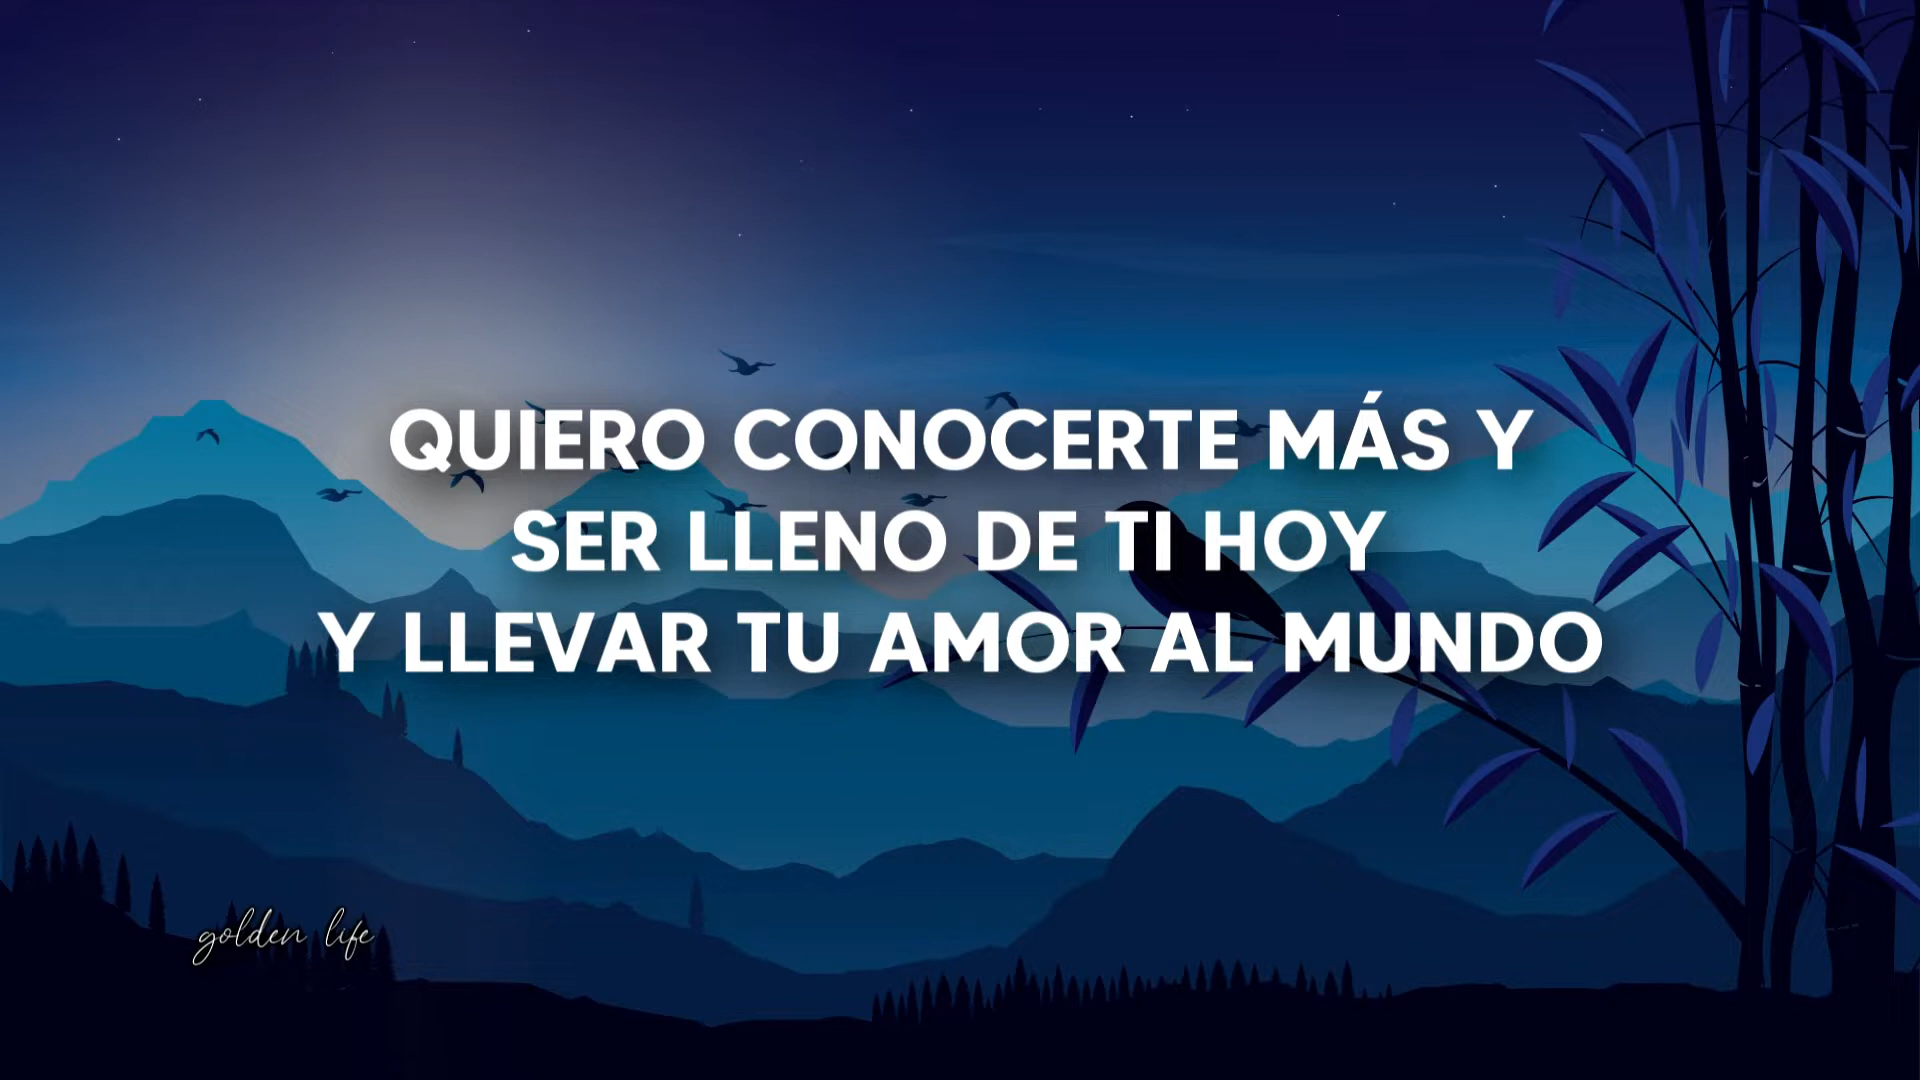 QUIERO CONOCERTE MÁS Y
SER LLENO DE TI HOY
Y LLEVAR TU AMOR AL MUNDO
golden life